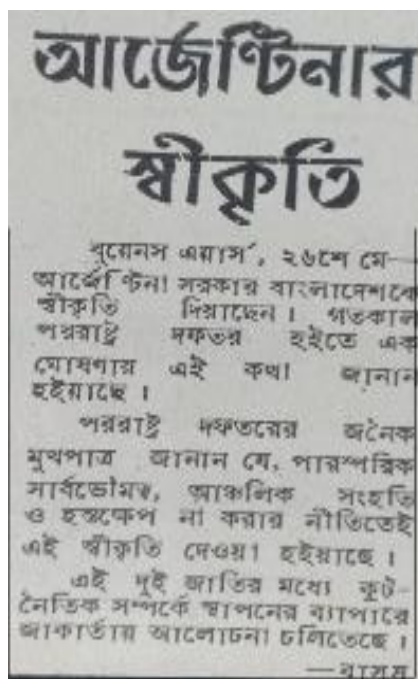 আর্জেন্টিনার
স্বীকৃতি
বুয়েনস এয়ার্স, ২৬শে মে—
আর্জেন্টিনা সরকার বাংলাদেশকে
স্বীকৃতি দিয়াছেন। গতকাল
পররাষ্ট্র দফতর হইতে এক
ঘোষণায় এই কথা জানান
হইয়াছে।
পররাষ্ট্র দফতরের জনৈক
মুখপাত্র জানান যে, পারস্পরিক
সার্বভৌমত্ব, আঞ্চলিক সংহতি
ও হস্তক্ষেপ না করার নীতিতেই
এই স্বীকৃতি দেওয়া হইয়াছে।
এই দুই জাতির মধ্যে কূট-
নৈতিক সম্পর্কে স্থাপনের ব্যাপারে
জাকার্তায় আলোচনা চলিতেছে।
—বাসস